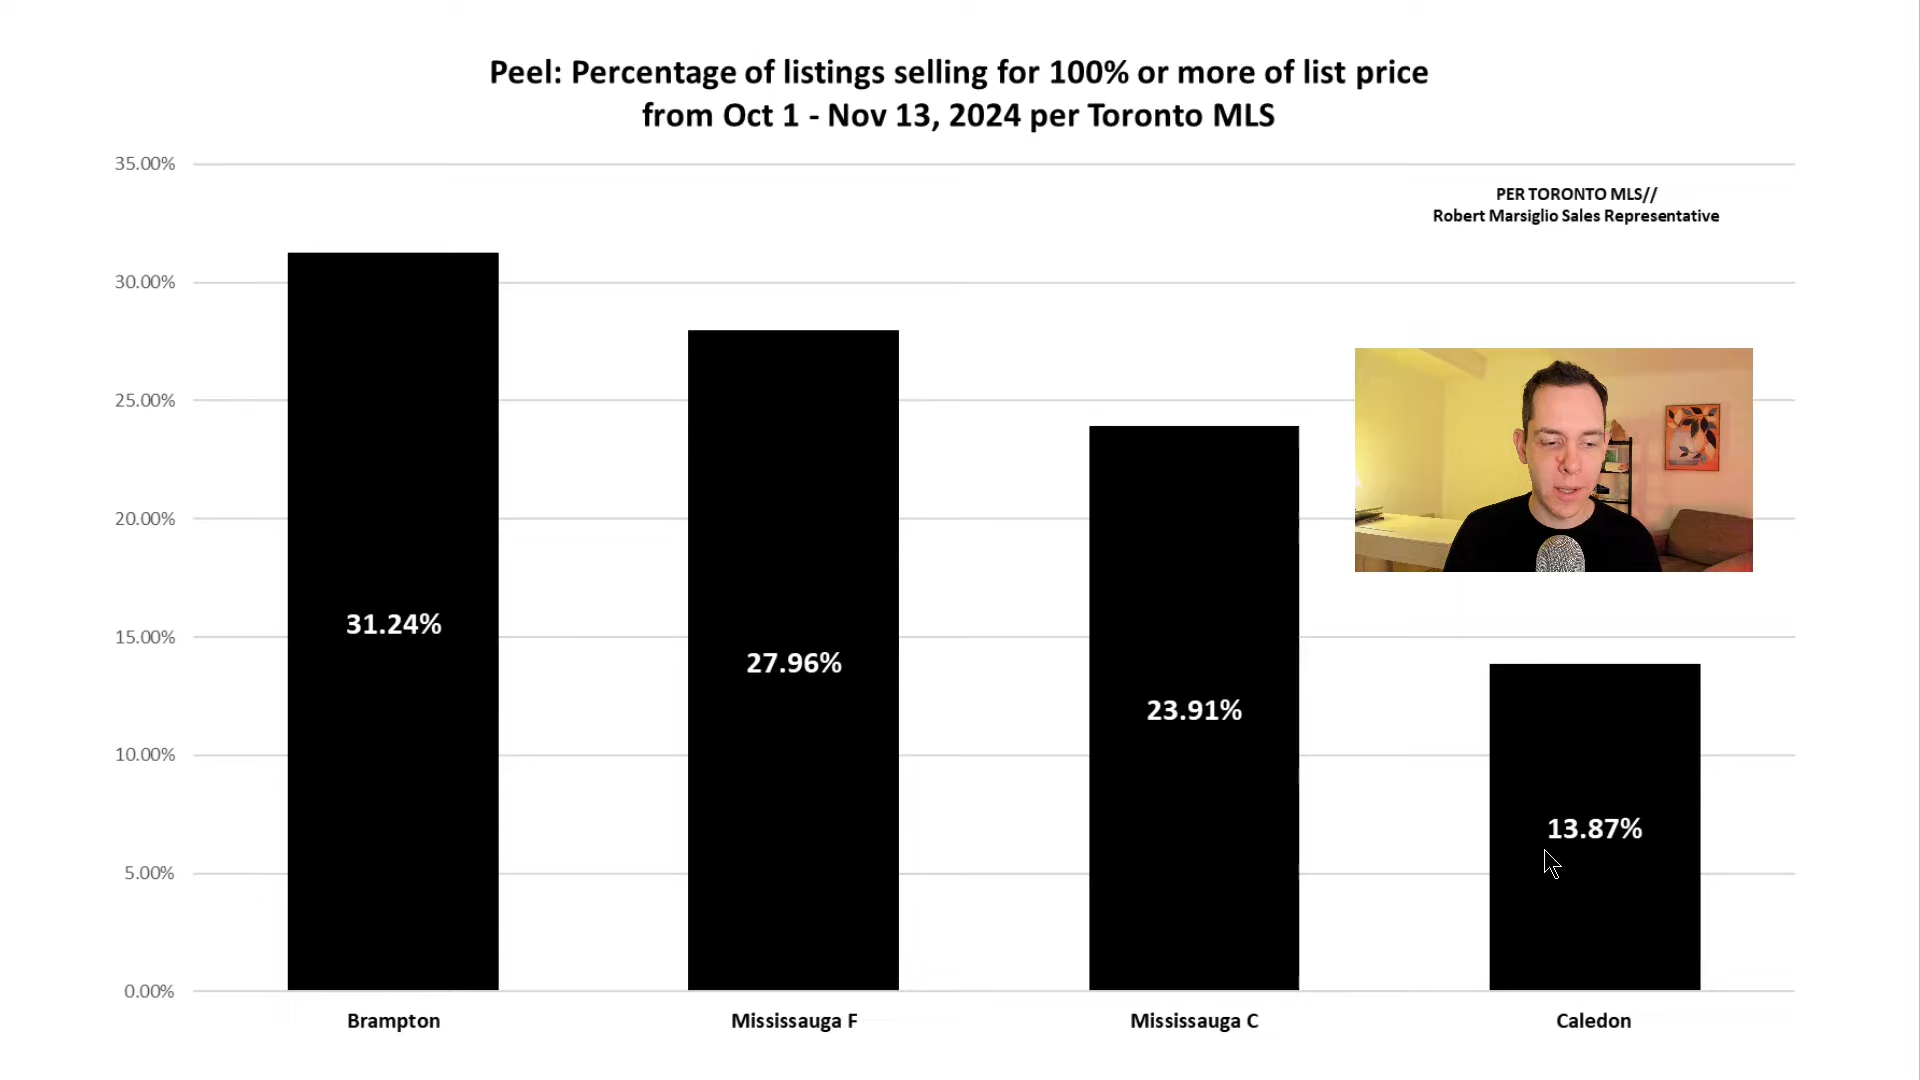 Peel: Percentage of listings selling for 100% or more of list price
from Oct 1 - Nov 13, 2024 per Toronto MLS
35.00%
PER TORONTO MLS//
Robert Marsiglio Sales Representative
30.00%
25.00%
20.00%
15.00%
10.00%
5.00%
0.00%
31.24%
27.96%
23.91%
13.87%
Brampton
Mississauga F
Mississauga C
Caledon